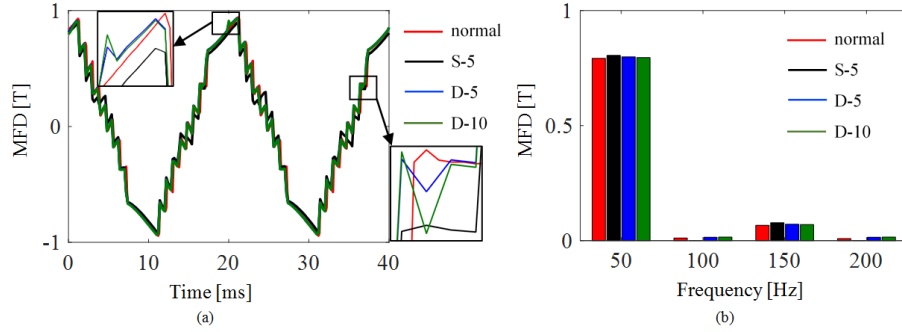 1
0
-1
MFD [T]
0
10
20
30
40
Time [ms]
(a)
normal
S-5
D-5
D-10
1
0.5
0
MFD [T]
50
100
150
200
Frequency [Hz]
(b)
normal
S-5
D-5
D-10